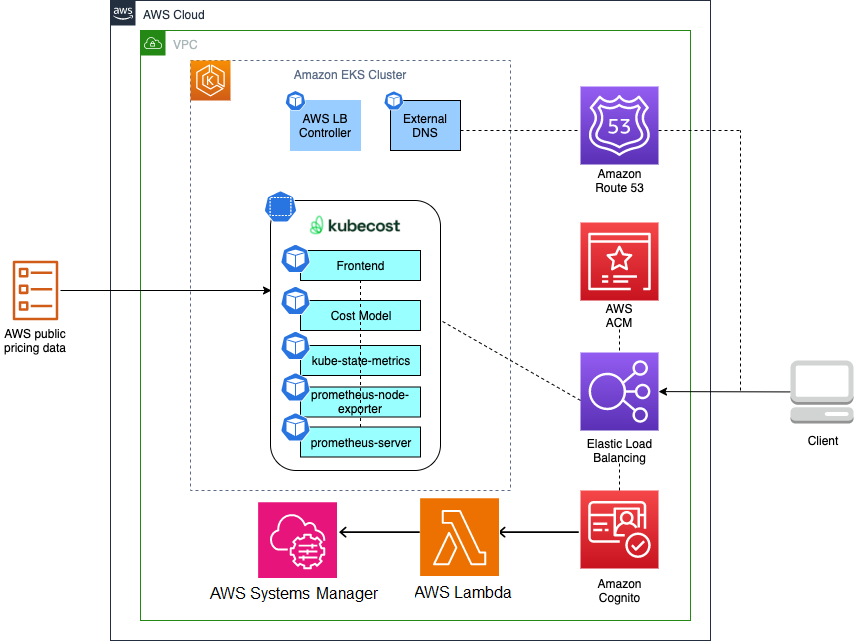 aws
AWS Cloud
VPC
Amazon EKS Cluster
K
AWS LB
Controller
External
DNS
53
Amazon
Route 53
kubecost
Frontend
Cost Model
kube-state-metrics
prometheus-node-
exporter
prometheus-server
AWS public
pricing data
AWS
ACM
Elastic Load
Balancing
Client
Amazon
Cognito
AWS Lambda
AWS Systems Manager